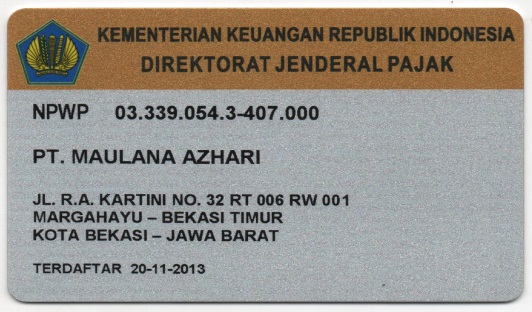 KEMENTERIAN KEUANGAN REPUBLIK INDONESIA
DIREKTORAT JENDERAL PAJAK
NPWP 03.339.054.3-407.000
PT. MAULANA AZHARI
JL. R.A. KARTINI NO. 32 RT 006 RW 001
MARGAHAYU – BEKASI TIMUR
KOTA BEKASI – JAWA BARAT
TERDAFTAR 20-11-2013